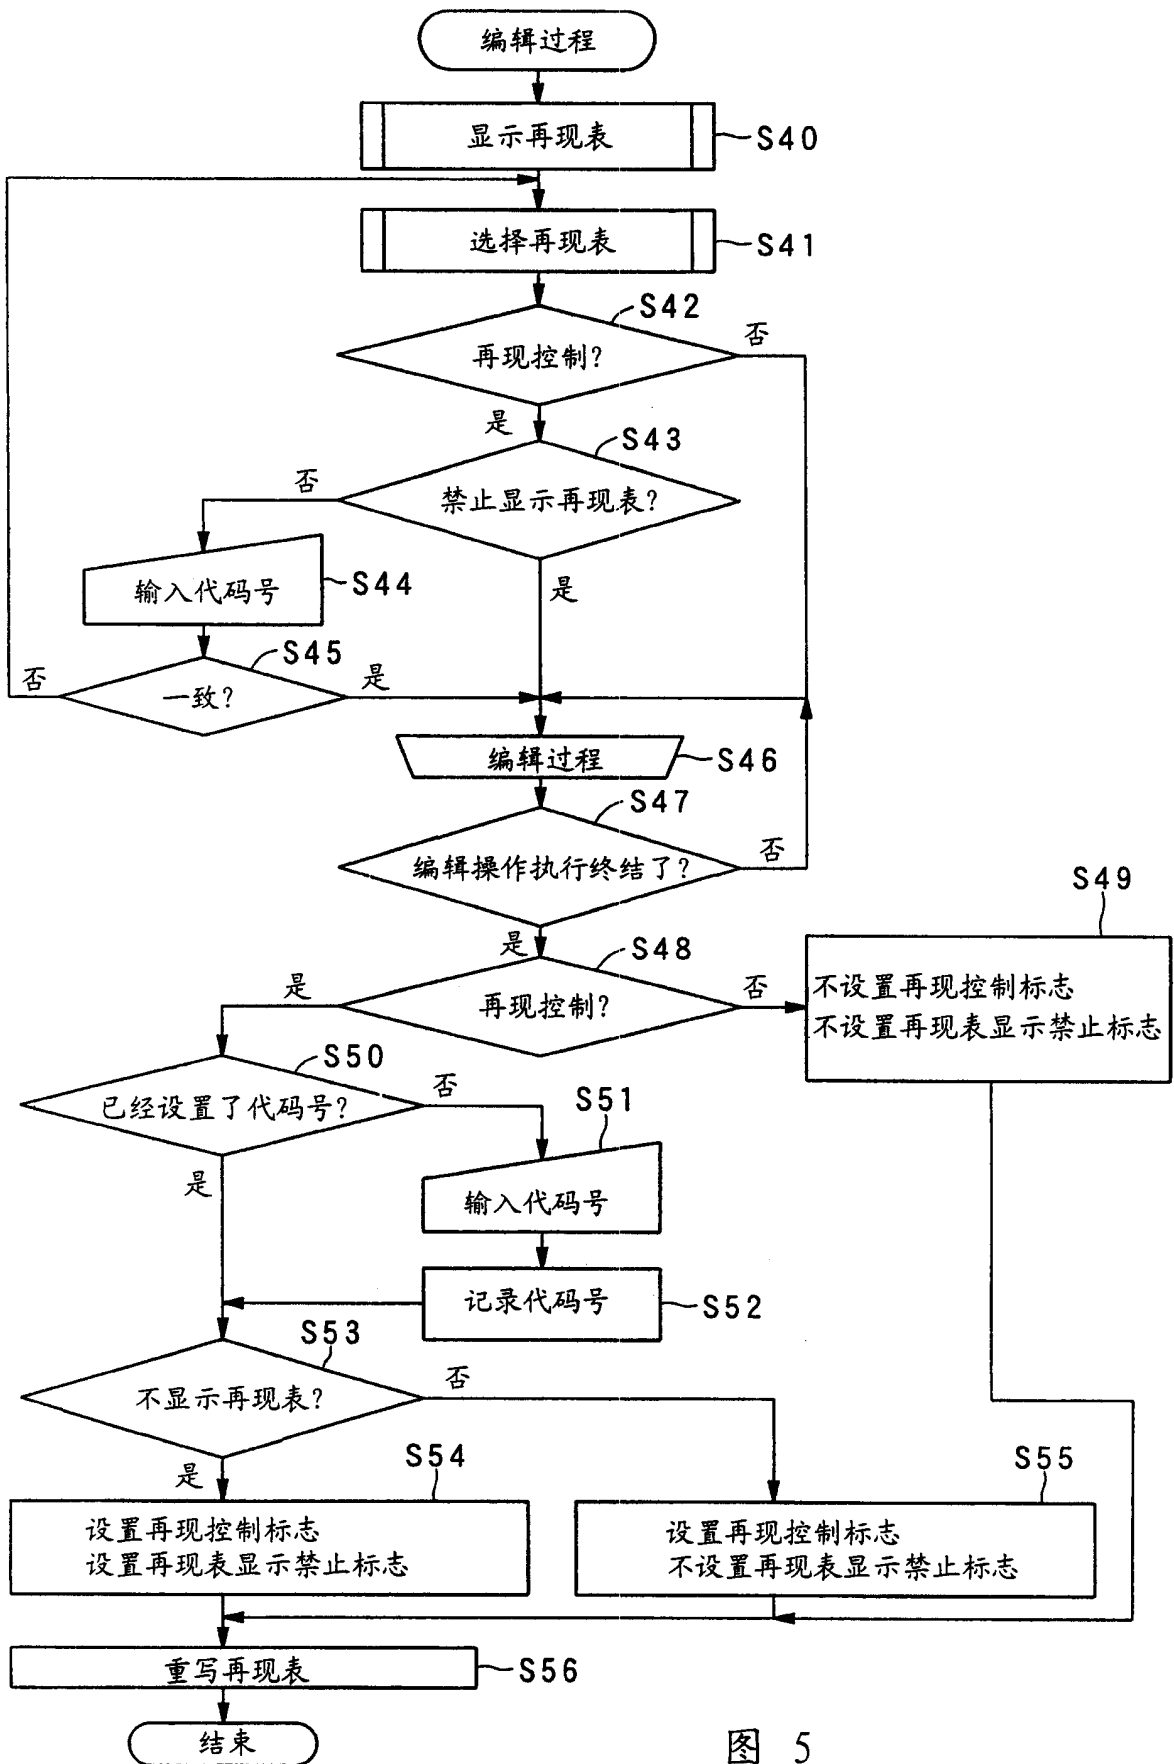 编辑过程
显示再现表
S40
选择再现表
S41
S42
再现控制?
否
是
S43
禁止显示再现表?
否
是
输入代码号
S44
S45
一致?
否
是
编辑过程
S46
S47
编辑操作执行终结了?
否
是
S48
再现控制?
是
否
S49
不设置再现控制标志
不设置再现表显示禁止标志
S50
已经设置了代码号?
否
是
S51
输入代码号
记录代码号
S52
S53
不显示再现表?
否
是
S54
设置再现控制标志
设置再现表显示禁止标志
S55
设置再现控制标志
不设置再现表显示禁止标志
重写再现表
S56
结束
图 5